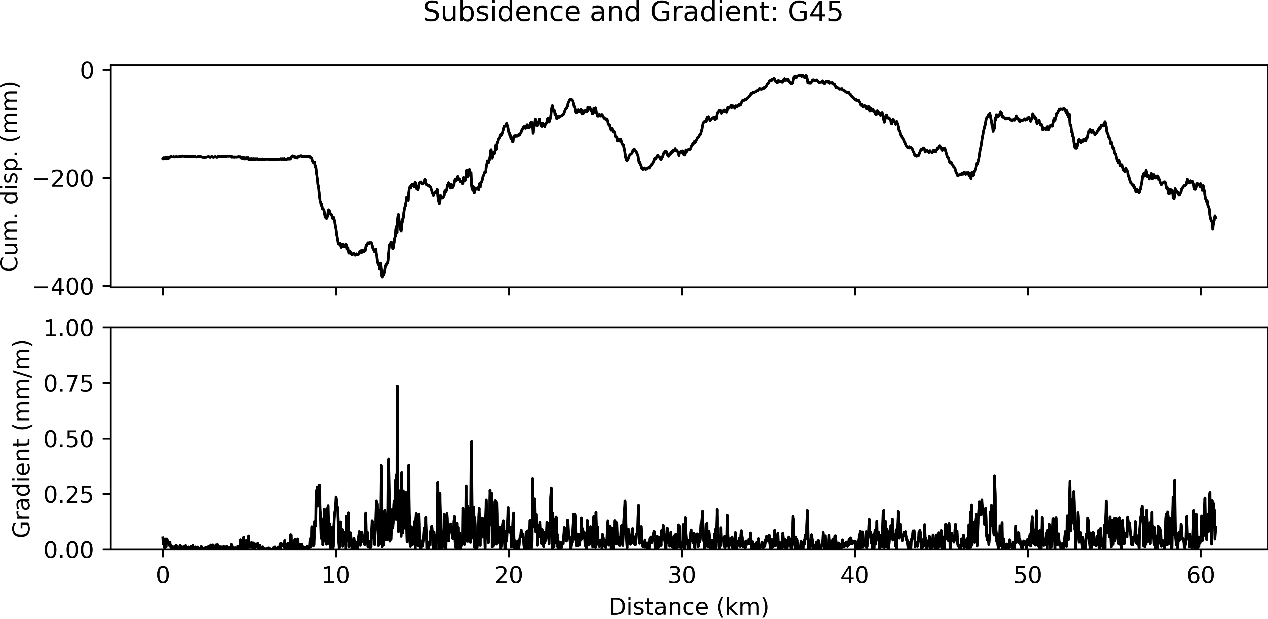 Subsidence and Gradient: G45
Cum. disp. (mm)
0
−200
−400
Gradient (mm/m)
1.00
0.75
0.50
0.25
0.00
0 10 20 30 40 50 60
Distance (km)